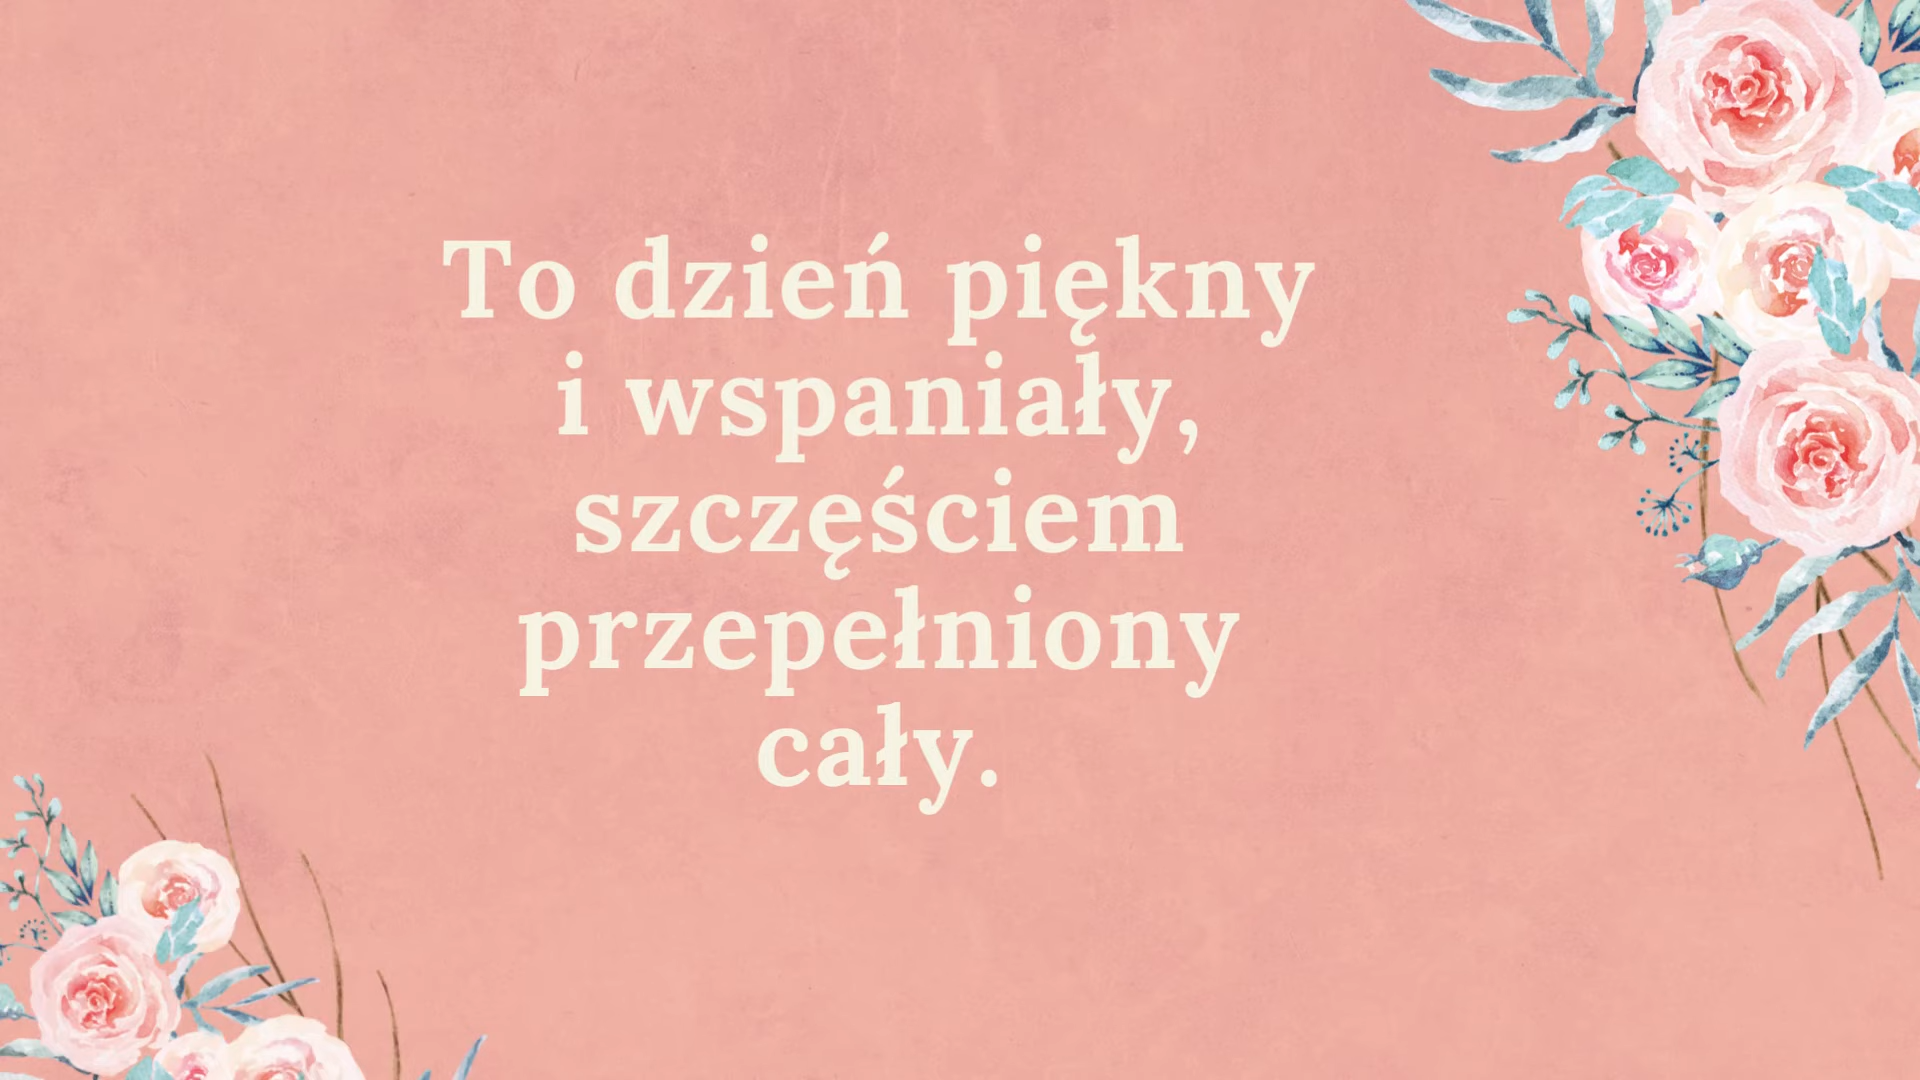 To dzień piękny
i wspaniały,
szczęściem
przepełniony
cały.